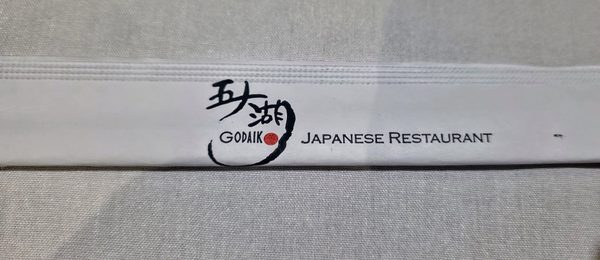 五大湖
GODAIKO JAPANESE RESTAURANT